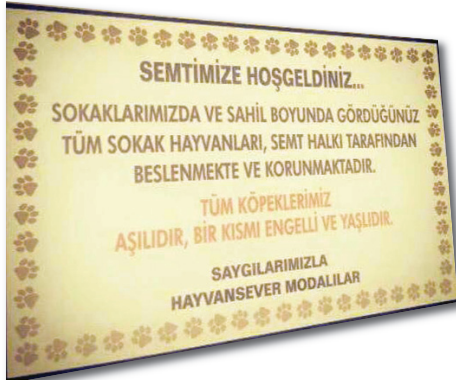 SEMTİMİZE HOŞGELDİNİZ...
SOKAKLARIMIZDA VE SAHİL BOYUNDA GÖRDÜĞÜNÜZ
TÜM SOKAK HAYVANLARI, SEMT HALKI TARAFINDAN
BESLENMEKTE VE KORUNMAKTADIR.
TÜM KÖPEKLERİMİZ
AŞILIDIR, BİR KISMI ENGELLİ VE YAŞLIDIR.
SAYGILARIMIZLA
HAYVANSEVER MODALILAR